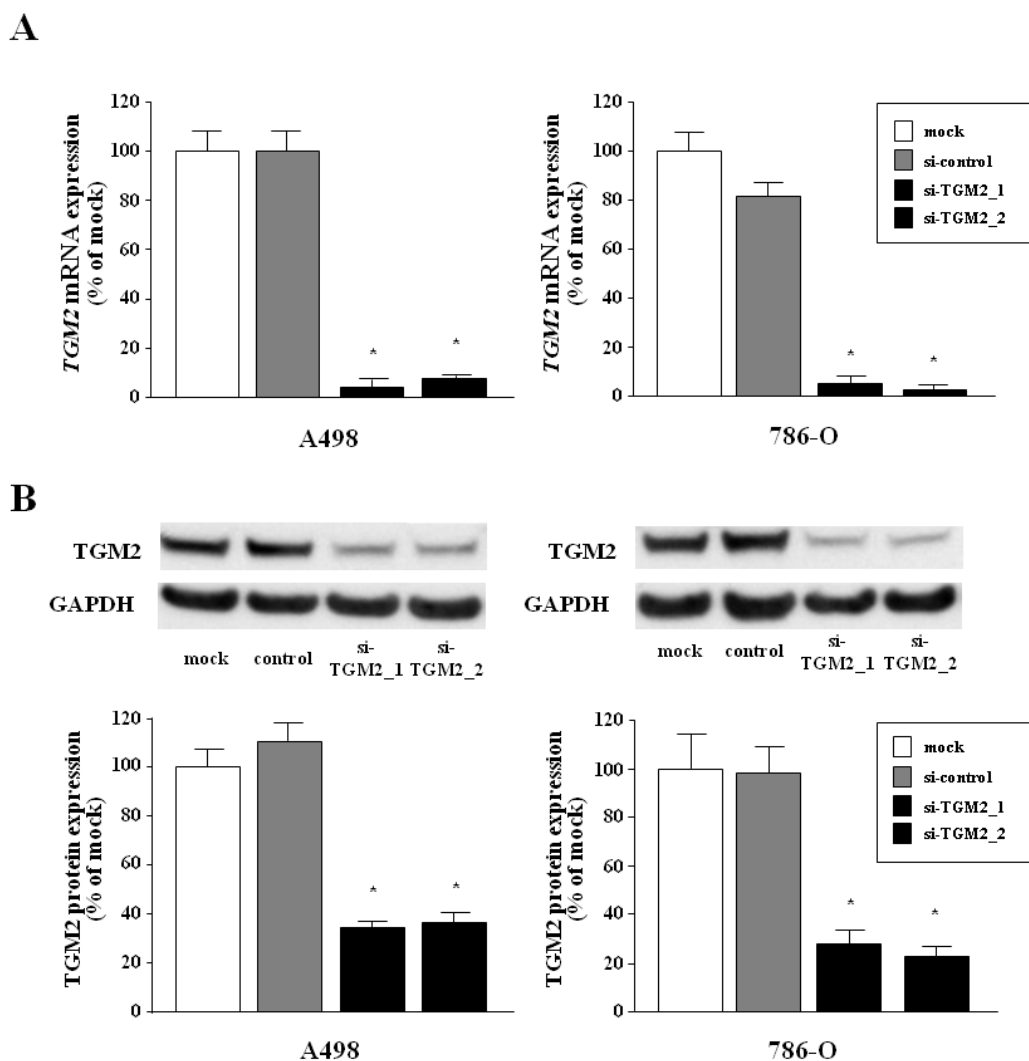 A
TGM2 mRNA expression
(% of mock)
120
100
80
60
40
20
0
*
*
A498
TGM2 mRNA expression
(% of mock)
120
100
80
60
40
20
0
*
*
786-O
mock
si-control
si-TGM2_1
si-TGM2_2
B
TGM2
GAPDH
mock control si-TGM2_1 si-TGM2_2
TGM2
GAPDH
mock control si-TGM2_1 si-TGM2_2
TGM2 protein expression
(% of mock)
120
100
80
60
40
20
0
*
*
A498
TGM2 protein expression
(% of mock)
120
100
80
60
40
20
0
*
*
786-O
mock
si-control
si-TGM2_1
si-TGM2_2